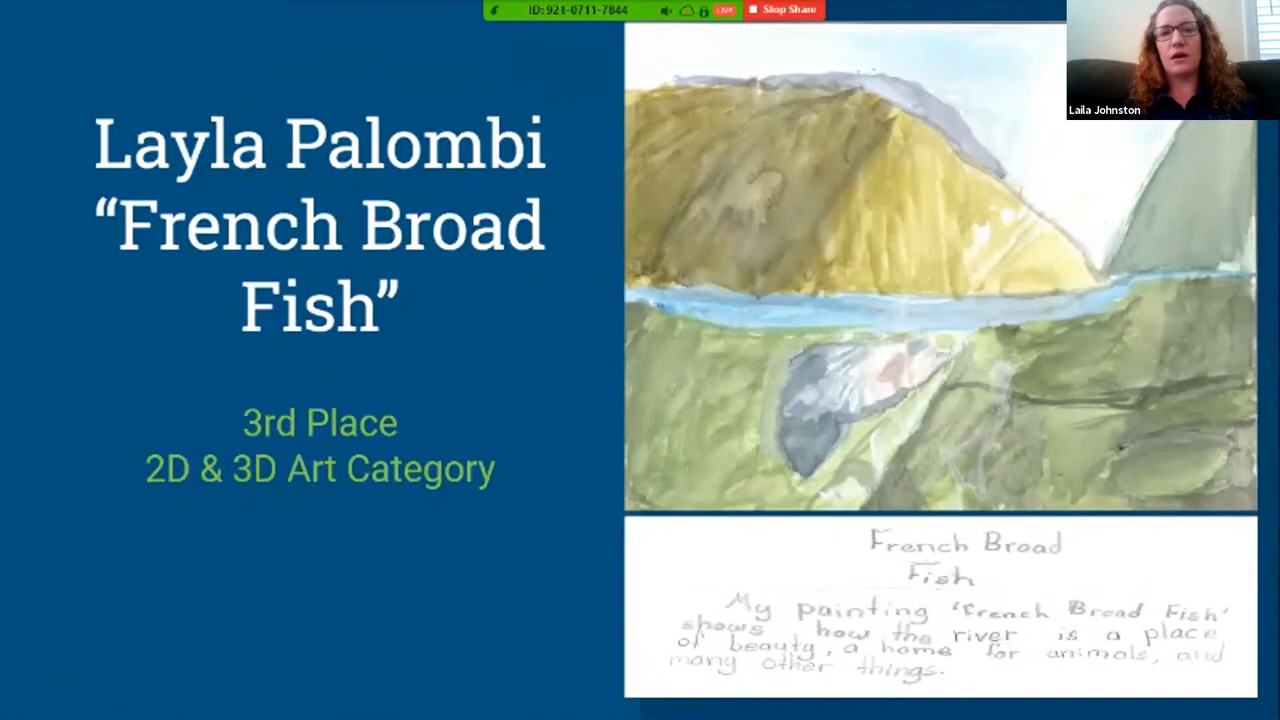 ID: 921-0711-7844
LIVE
Stop Share
Laila Johnston
Layla Palombi
“French Broad
Fish”
3rd Place
2D & 3D Art Category
French Broad
Fish
My painting 'French Broad Fish'
shows how the river is a place
of beauty, a home for animals, and
many other things.